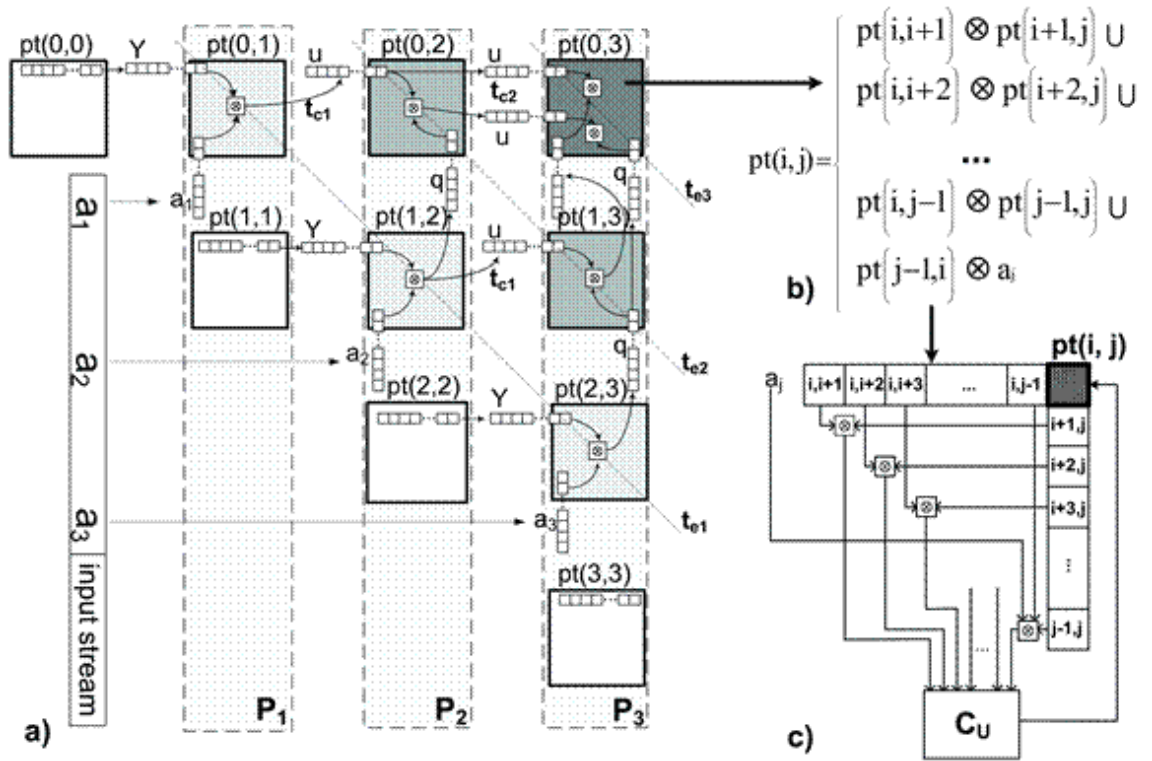 pt(0,0)
Y
pt(0,1)
u
pt(0,2)
u
pt(0,3)
t_c1
t_c2
u
a_1
a_1
q
q
t_e3
pt(1,1)
Y
pt(1,2)
u
pt(1,3)
t_c1
a_2
a_2
q
t_e2
pt(2,2)
Y
pt(2,3)
a_3
a_3
t_e1
pt(3,3)
input stream
P_1
P_2
P_3
a)
pt(i,i+1) ⊗ pt(i+1,j) ∪
pt(i,i+2) ⊗ pt(i+2,j) ∪
pt(i,j)= ...
pt(i,j-1) ⊗ pt(j-1,j) ∪
pt(j-1,i) ⊗ a_i
b)
pt(i, j)
a_j
i,i+1 i,i+2 i,i+3 ... i,j-1
i+1,j
i+2,j
i+3,j
...
j-1,j
...
C_U
c)